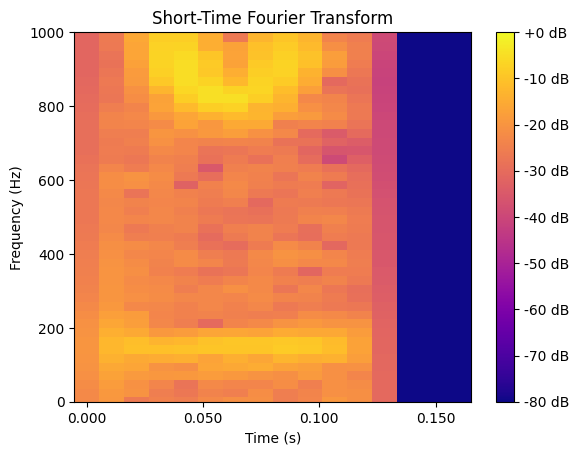 Short-Time Fourier Transform
1000
800
600
400
200
0
Frequency (Hz)
0.000
0.050
0.100
0.150
Time (s)
+0 dB
-10 dB
-20 dB
-30 dB
-40 dB
-50 dB
-60 dB
-70 dB
-80 dB